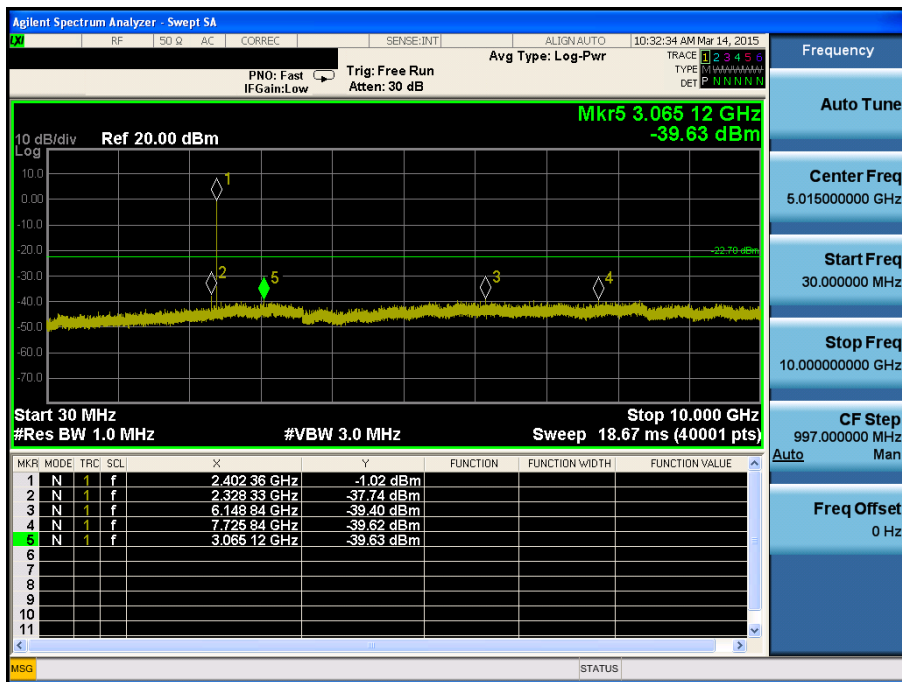 Agilent Spectrum Analyzer - Swept SA
LXI RF 50 Ω AC CORREC SENSE:INT ALIGN AUTO 10:32:34 AM Mar 14, 2015
PNO: Fast Trig: Free Run Avg Type: Log-Pwr TRACE 1 2 3 4 5 6
IFGain:Low Atten: 30 dB TYPE M WWWWW
DET P N N N N N
Mkr5 3.065 12 GHz
-39.63 dBm
10 dB/div Ref 20.00 dBm
Log
10.0
0.00
-10.0
-20.0
-30.0
-40.0
-50.0
-60.0
-70.0
1
2
5
3
4
-22.70 dBm
Start 30 MHz Stop 10.000 GHz
#Res BW 1.0 MHz #VBW 3.0 MHz Sweep 18.67 ms (40001 pts)
MKR MODE TRC SCL X Y FUNCTION FUNCTION WIDTH FUNCTION VALUE
1 N 1 f 2.402 36 GHz -1.02 dBm
2 N 1 f 2.328 33 GHz -37.74 dBm
3 N 1 f 6.148 84 GHz -39.40 dBm
4 N 1 f 7.725 84 GHz -39.62 dBm
5 N 1 f 3.065 12 GHz -39.63 dBm
6
7
8
9
10
11
MSG STATUS
Frequency
Auto Tune
Center Freq
5.015000000 GHz
Start Freq
30.000000 MHz
Stop Freq
10.000000000 GHz
CF Step
997.000000 MHz
Auto Man
Freq Offset
0 Hz